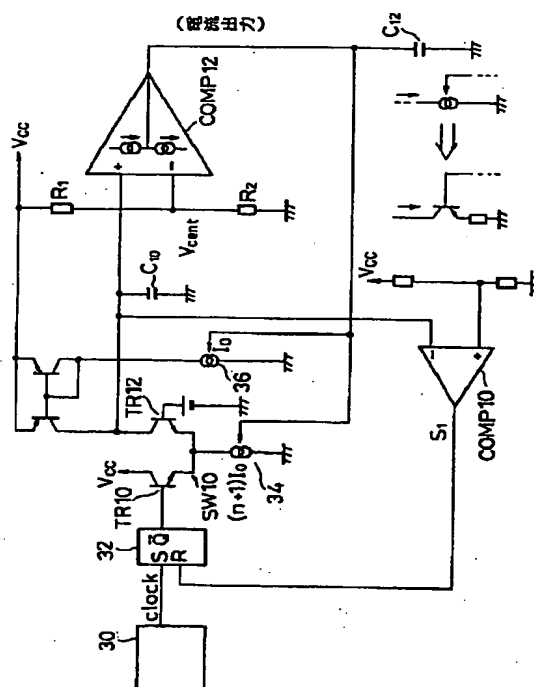 30
clock
32
S Q̄
R
TR10
Vcc
SW10
(n+1)I₀
34
TR12
I₀
36
C₁₀
Vcc
R₁
Vcent
R₂
+
−
COMP12
(電流出力)
C₁₂
S₁
COMP10
−
+
Vcc